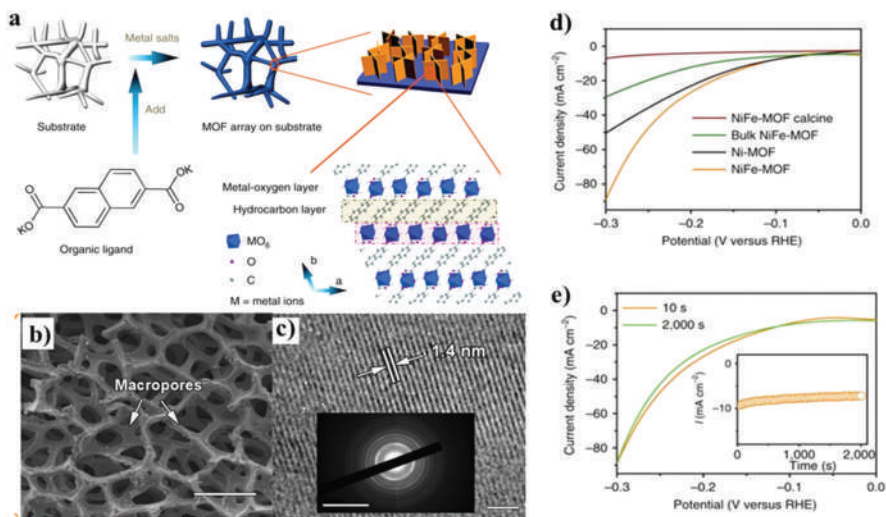 a
Metal salts
Add
Substrate
MOF array on substrate
KO
O
OK
O
Organic ligand
Metal-oxygen layer
Hydrocarbon layer
MO6
O
C
M = metal ions
b
a
b)
Macropores
c)
1.4 nm
d)
0
−20
−40
−60
−80
Current density (mA cm−2)
NiFe-MOF calcine
Bulk NiFe-MOF
Ni-MOF
NiFe-MOF
−0.3
−0.2
−0.1
0.0
Potential (V versus RHE)
e)
0
−20
−40
−60
−80
Current density (mA cm−2)
10 s
2,000 s
0
−10
I (mA cm−2)
0
1,000
2,000
Time (s)
−0.3
−0.2
−0.1
0.0
Potential (V versus RHE)